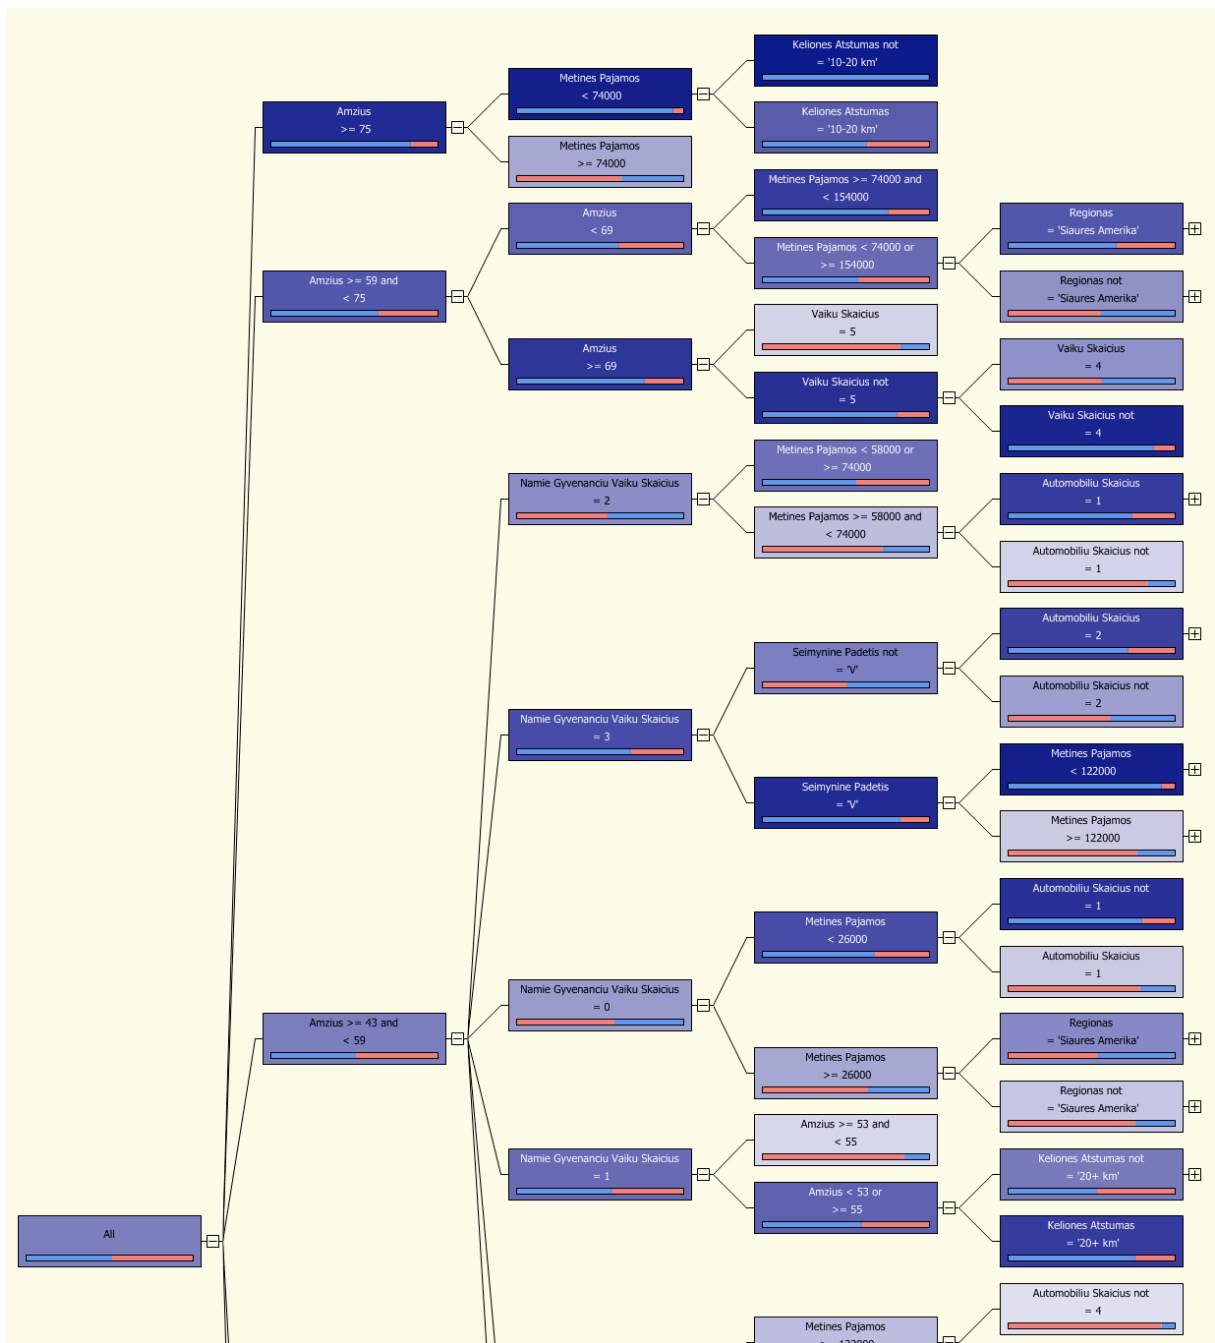 Keliones Atstumas not
= '10-20 km'
Metines Pajamos
< 74000
Amzius
>= 75
Keliones Atstumas
= '10-20 km'
Metines Pajamos
>= 74000
Metines Pajamos >= 74000 and
< 154000
Amzius
< 69
Regionas
= 'Siaures Amerika'
Metines Pajamos < 74000 or
>= 154000
Amzius >= 59 and
< 75
Regionas not
= 'Siaures Amerika'
Vaiku Skaicius
= 5
Amzius
>= 69
Vaiku Skaicius
= 4
Vaiku Skaicius not
= 5
Vaiku Skaicius not
= 4
Metines Pajamos < 58000 or
>= 74000
Namie Gyvenanciu Vaiku Skaicius
= 2
Automobiliu Skaicius
= 1
Metines Pajamos >= 58000 and
< 74000
Automobiliu Skaicius not
= 1
Automobiliu Skaicius
= 2
Seimynine Padetis not
= 'V'
Automobiliu Skaicius not
= 2
Namie Gyvenanciu Vaiku Skaicius
= 3
Metines Pajamos
< 122000
Seimynine Padetis
= 'V'
Metines Pajamos
>= 122000
Automobiliu Skaicius not
= 1
Metines Pajamos
< 26000
Automobiliu Skaicius
= 1
Namie Gyvenanciu Vaiku Skaicius
= 0
Amzius >= 43 and
< 59
Regionas
= 'Siaures Amerika'
Metines Pajamos
>= 26000
Regionas not
= 'Siaures Amerika'
Amzius >= 53 and
< 55
Namie Gyvenanciu Vaiku Skaicius
= 1
Keliones Atstumas not
= '20+ km'
Amzius < 53 or
>= 55
Keliones Atstumas
= '20+ km'
All
Automobiliu Skaicius not
= 4
Metines Pajamos
>= 122000